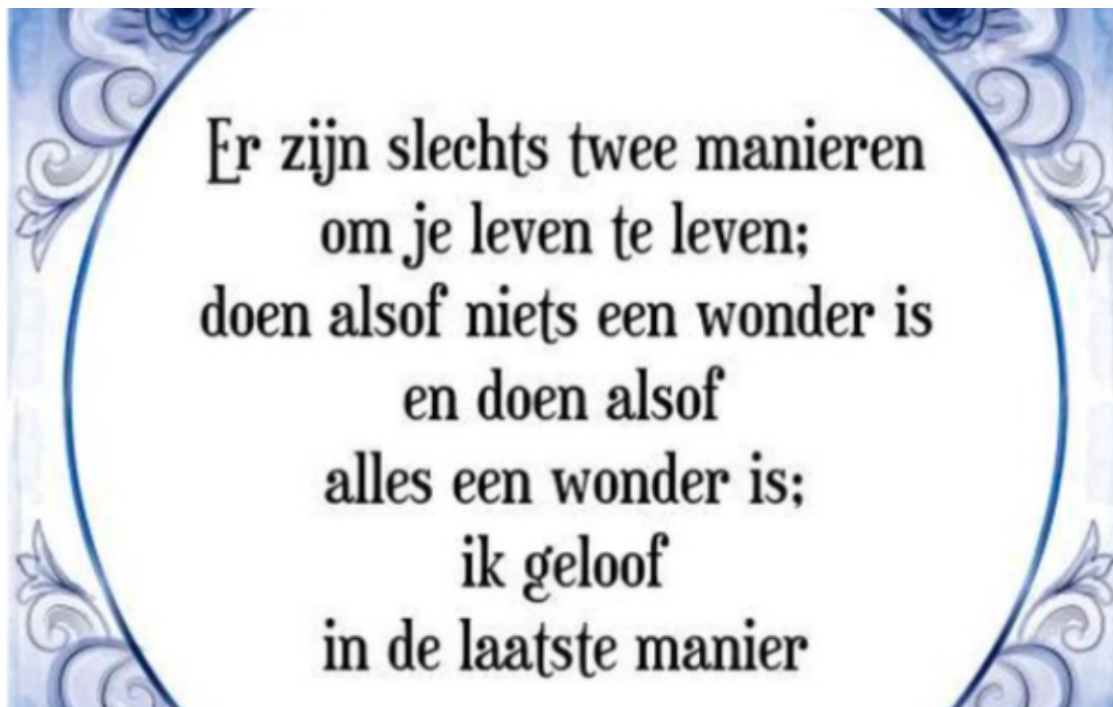 Er zijn slechts twee manieren
om je leven te leven;
doen alsof niets een wonder is
en doen alsof
alles een wonder is;
ik geloof
in de laatste manier